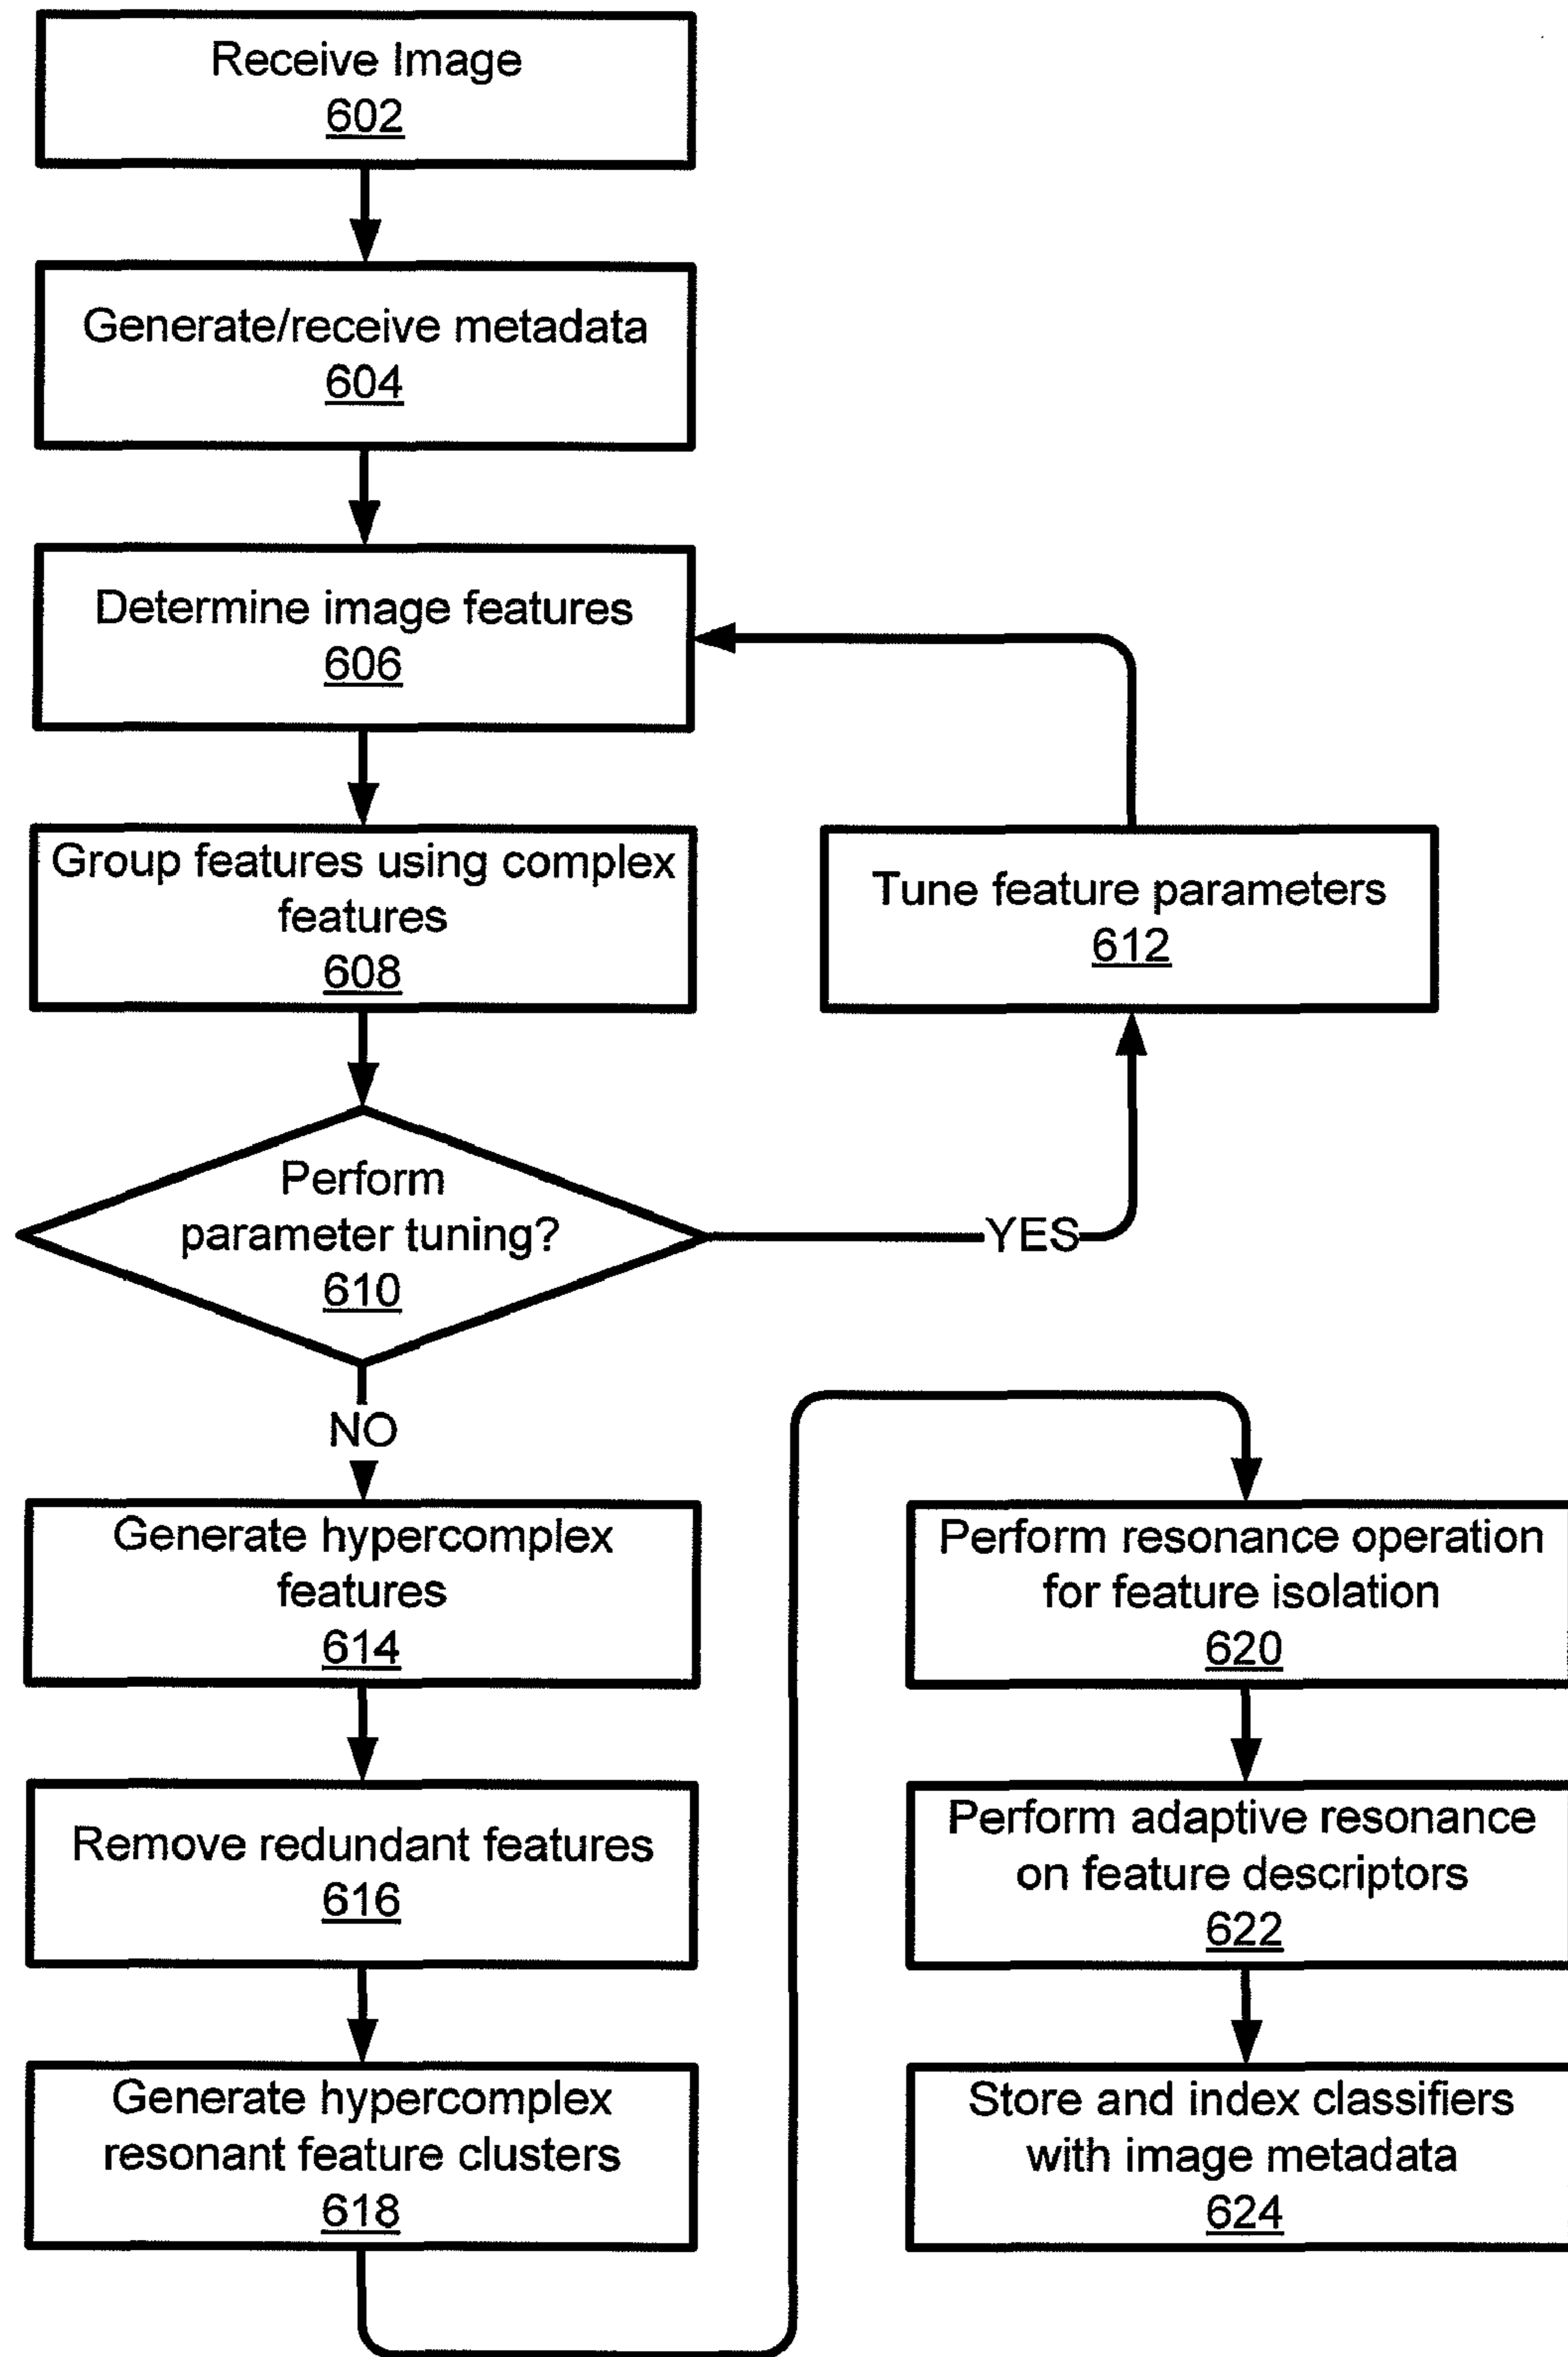 Receive Image
602
Generate/receive metadata
604
Determine image features
606
Group features using complex
features
608
Tune feature parameters
612
Perform
parameter tuning?
610
YES
NO
Generate hypercomplex
features
614
Remove redundant features
616
Generate hypercomplex
resonant feature clusters
618
Perform resonance operation
for feature isolation
620
Perform adaptive resonance
on feature descriptors
622
Store and index classifiers
with image metadata
624